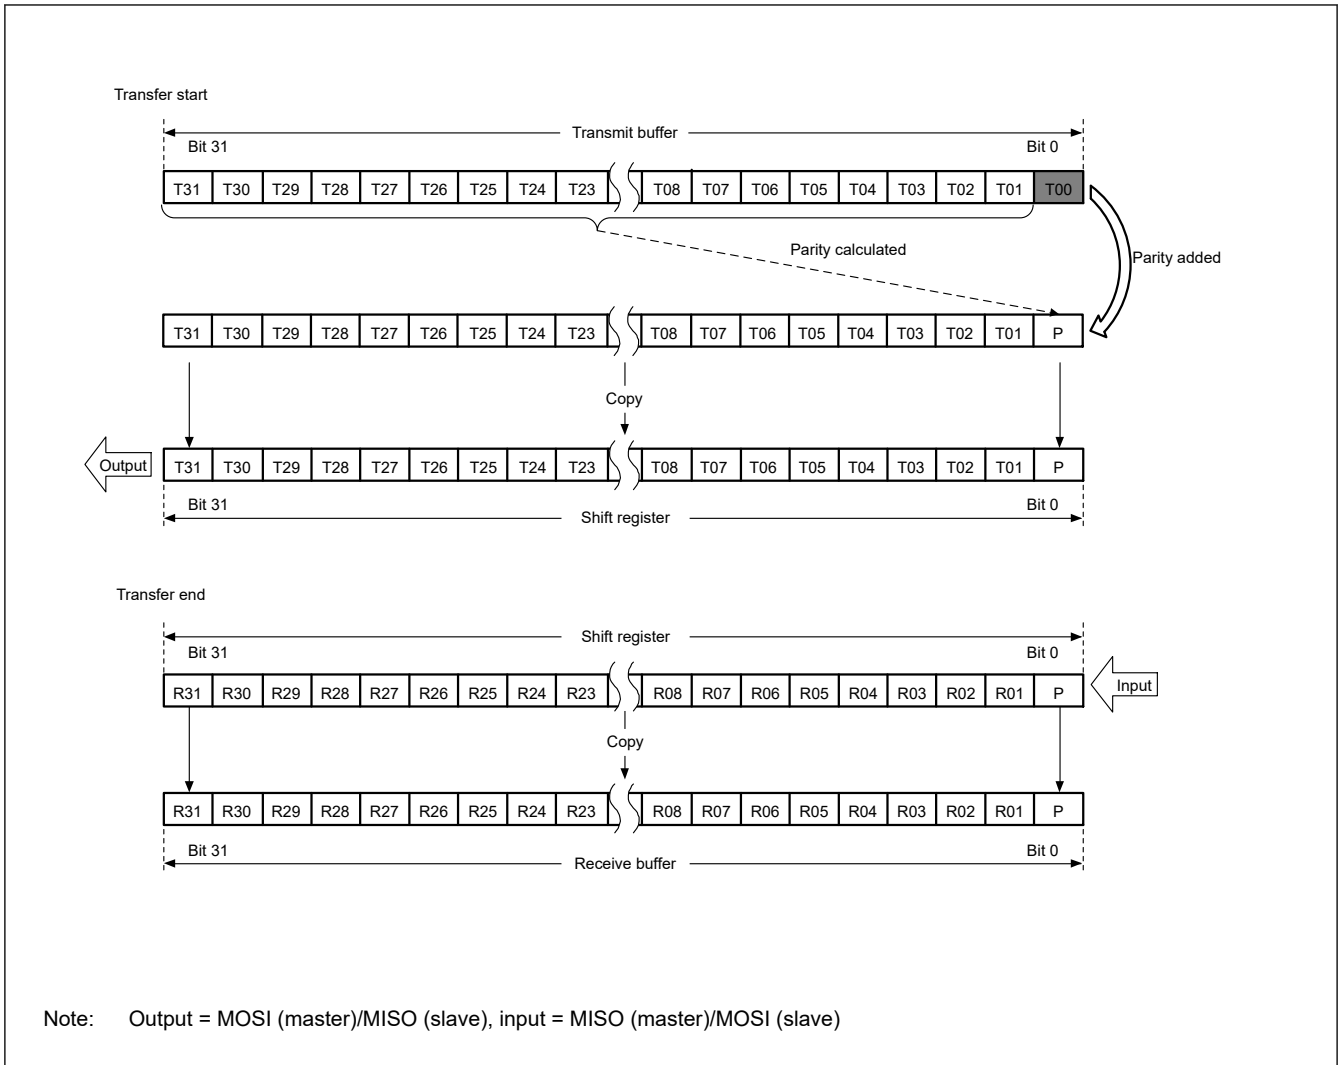 Transfer start
Transmit buffer
Bit 31 Bit 0
T31 T30 T29 T28 T27 T26 T25 T24 T23 T08 T07 T06 T05 T04 T03 T02 T01 T00
Parity calculated
Parity added
T31 T30 T29 T28 T27 T26 T25 T24 T23 T08 T07 T06 T05 T04 T03 T02 T01 P
Copy
Output T31 T30 T29 T28 T27 T26 T25 T24 T23 T08 T07 T06 T05 T04 T03 T02 T01 P
Bit 31 Bit 0
Shift register
Transfer end
Shift register
Bit 31 Bit 0
R31 R30 R29 R28 R27 R26 R25 R24 R23 R08 R07 R06 R05 R04 R03 R02 R01 P Input
Copy
R31 R30 R29 R28 R27 R26 R25 R24 R23 R08 R07 R06 R05 R04 R03 R02 R01 P
Bit 31 Bit 0
Receive buffer
Note: Output = MOSI (master)/MISO (slave), input = MISO (master)/MOSI (slave)